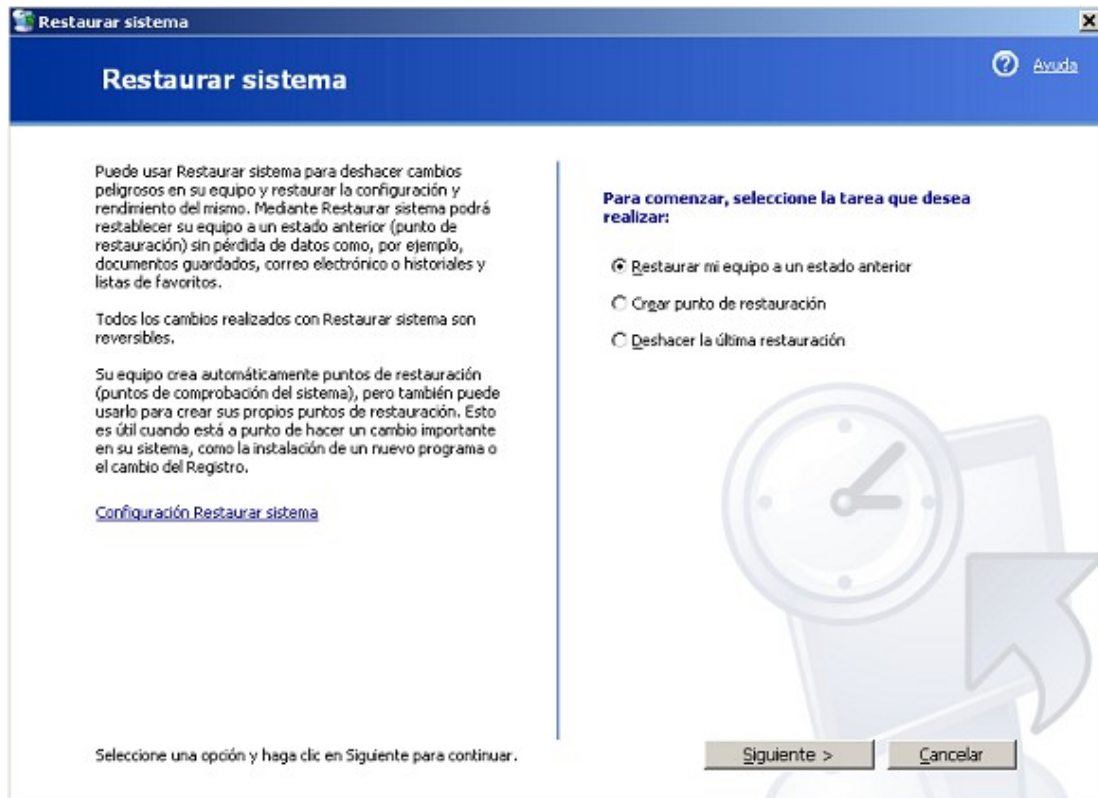 Restaurar sistema
Restaurar sistema
Ayuda
Puede usar Restaurar sistema para deshacer cambios
peligrosos en su equipo y restaurar la configuración y
rendimiento del mismo. Mediante Restaurar sistema podrá
restablecer su equipo a un estado anterior (punto de
restauración) sin pérdida de datos como, por ejemplo,
documentos guardados, correo electrónico o historiales y
listas de favoritos.
Todos los cambios realizados con Restaurar sistema son
reversibles.
Su equipo crea automáticamente puntos de restauración
(puntos de comprobación del sistema), pero también puede
usarlo para crear sus propios puntos de restauración. Esto
es útil cuando está a punto de hacer un cambio importante
en su sistema, como la instalación de un nuevo programa o
el cambio del Registro.
Configuración Restaurar sistema
Para comenzar, seleccione la tarea que desea
realizar:
Restaurar mi equipo a un estado anterior
Crear punto de restauración
Deshacer la última restauración
Seleccione una opción y haga clic en Siguiente para continuar.
Siguiente >
Cancelar